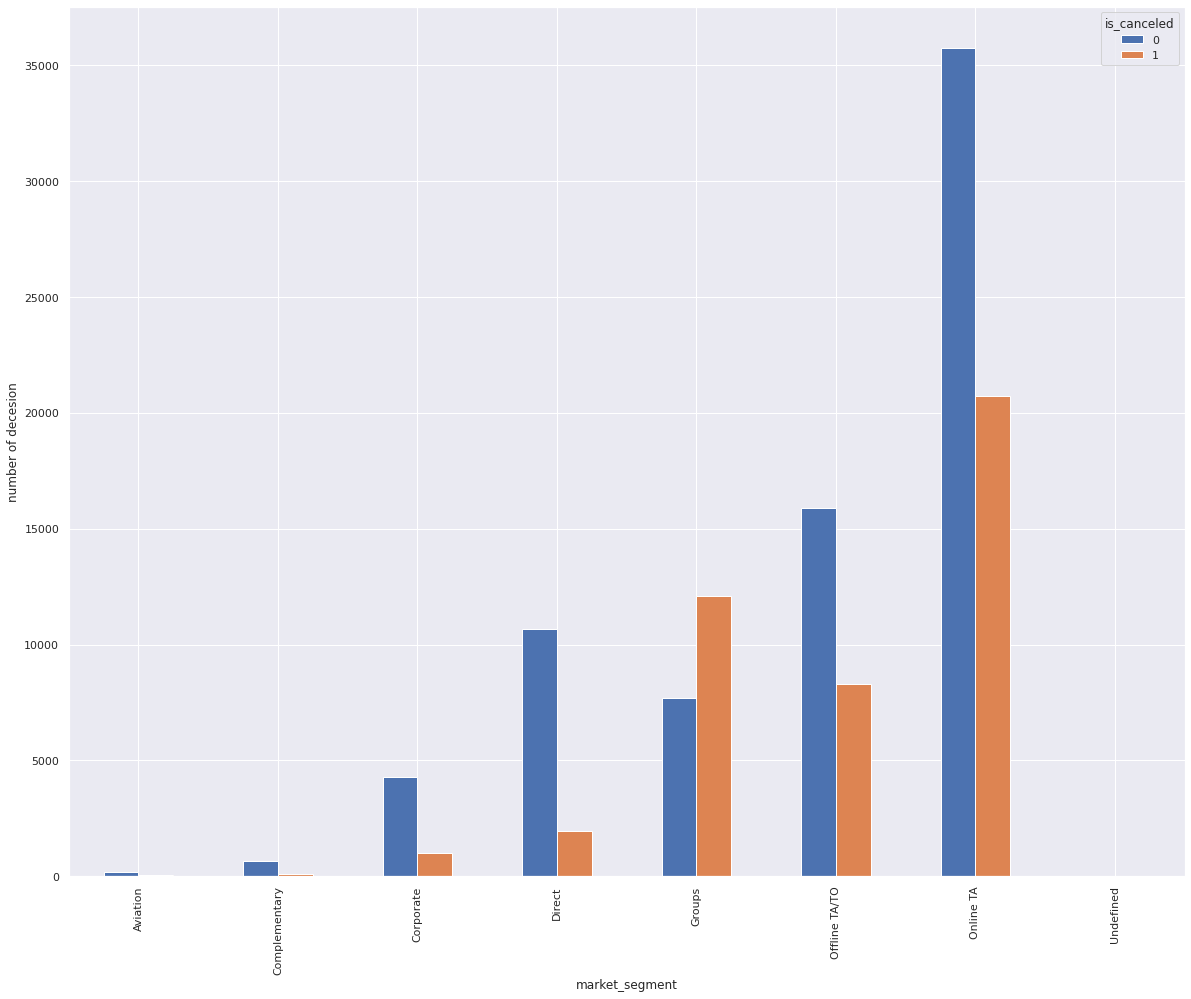 is_canceled
0
1
35000
30000
25000
20000
15000
10000
5000
0
number of decesion
Aviation
Complementary
Corporate
Direct
Groups
Offline TA/TO
Online TA
Undefined
market_segment